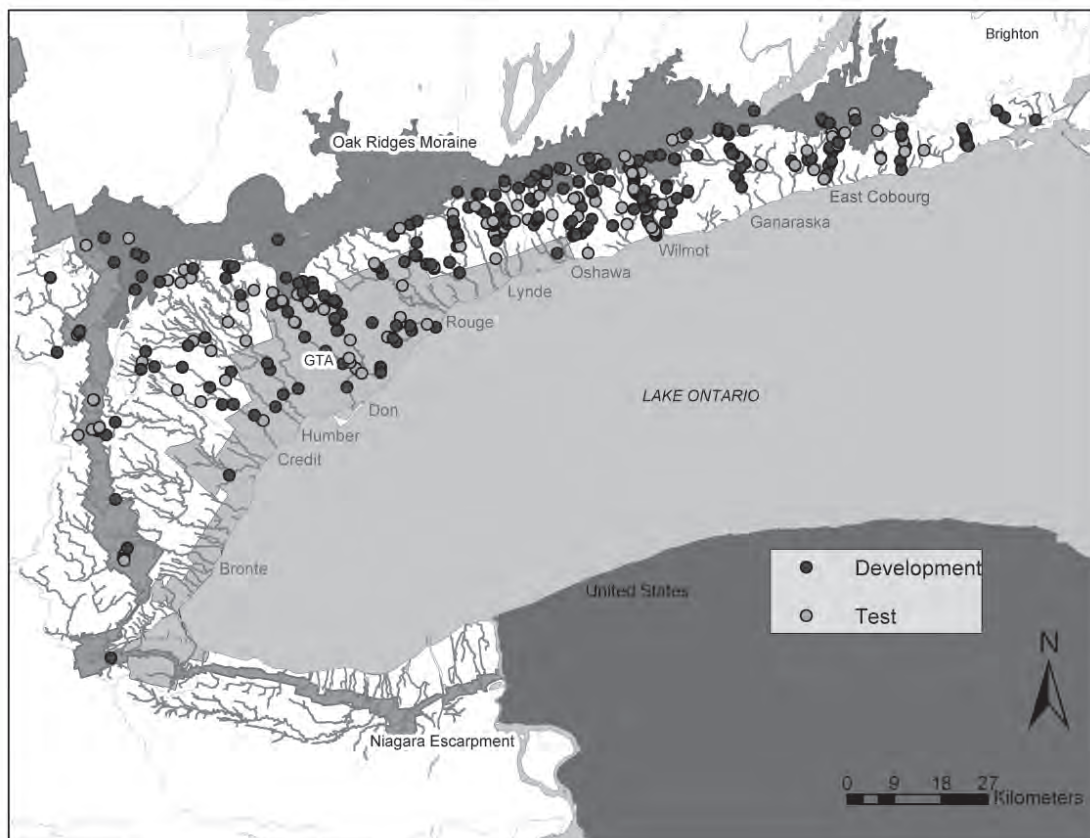 Brighton
Oak Ridges Moraine
East Cobourg
Ganaraska
Wilmot
Oshawa
Lynde
Rouge
GTA
LAKE ONTARIO
Don
Humber
Credit
Bronte
Development
United States
Test
N
Niagara Escarpment
0 9 18 27
Kilometers